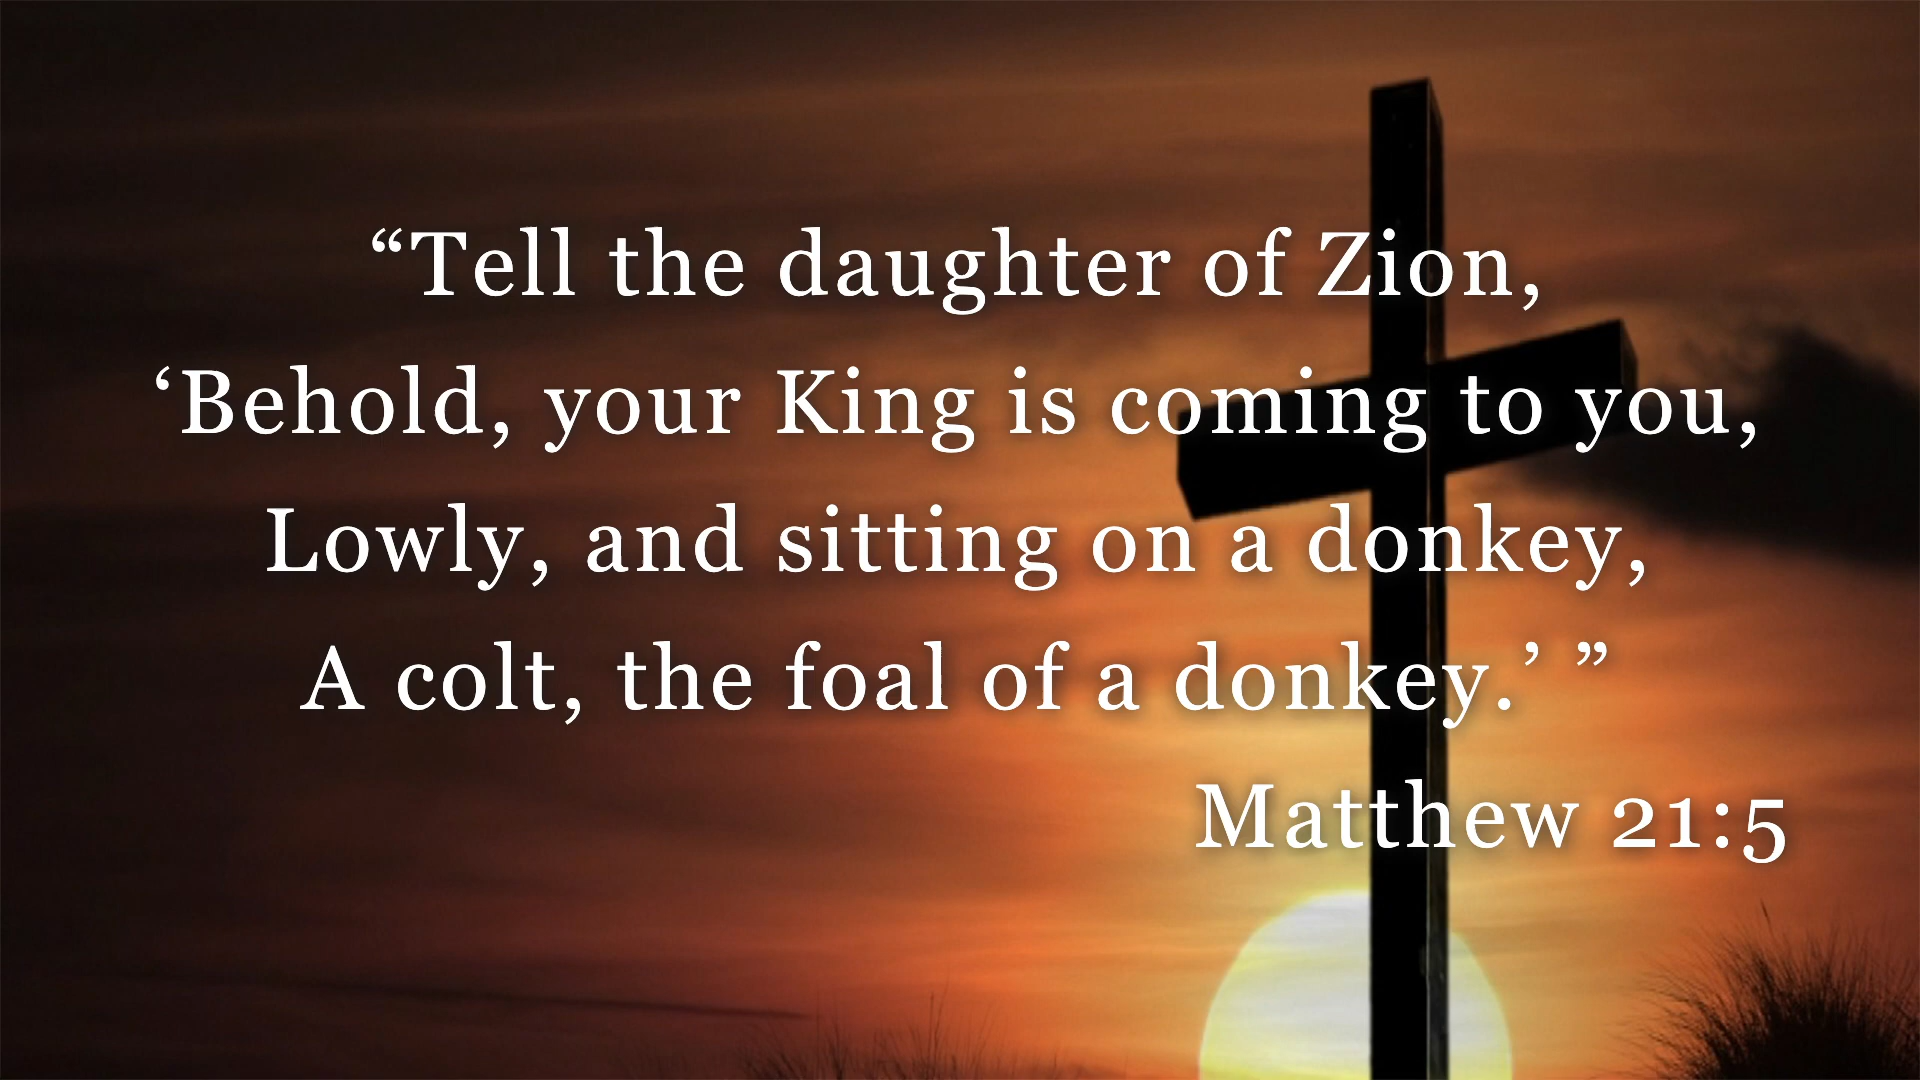 “Tell the daughter of Zion,
‘Behold, your King is coming to you,
Lowly, and sitting on a donkey,
A colt, the foal of a donkey.’ ”
Matthew 21:5